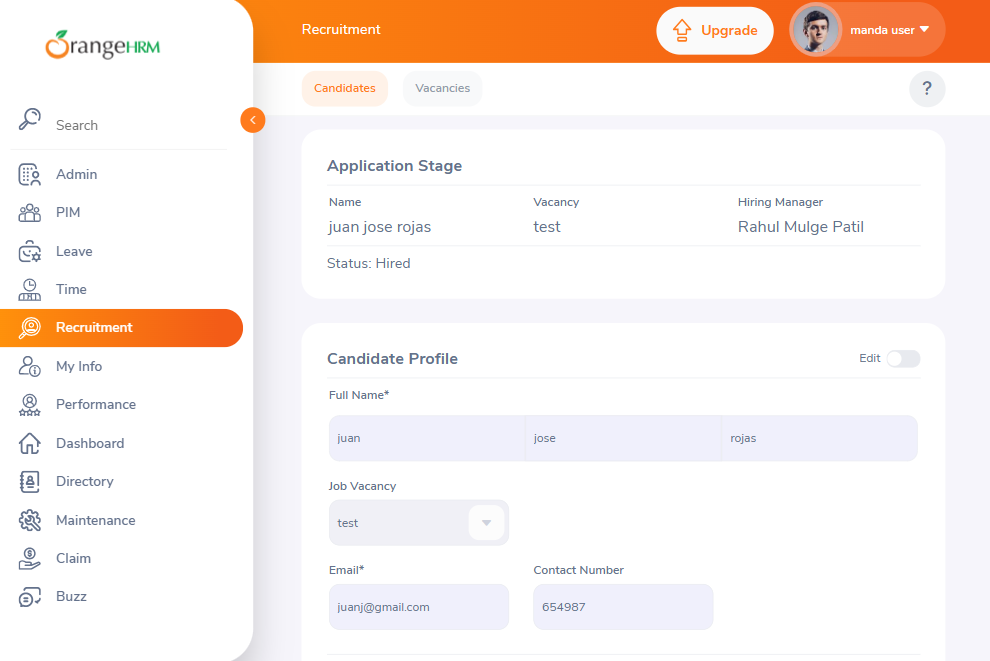 OrangeHRM
Recruitment
Upgrade
manda user
Candidates
Vacancies
?
Search
Admin
PIM
Leave
Time
Recruitment
My Info
Performance
Dashboard
Directory
Maintenance
Claim
Buzz
Application Stage
Name Vacancy Hiring Manager
juan jose rojas test Rahul Mulge Patil
Status: Hired
Candidate Profile Edit
Full Name*
juan jose rojas
Job Vacancy
test
Email* Contact Number
juanj@gmail.com 654987